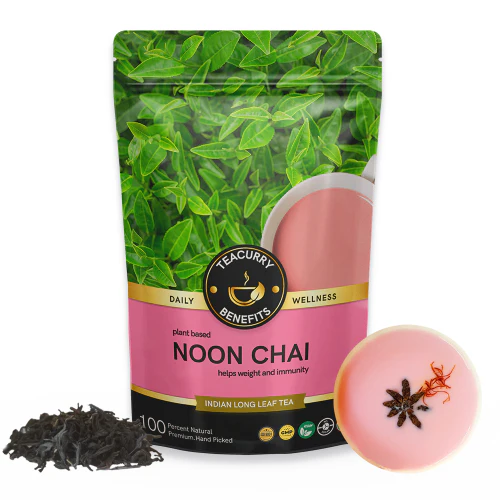 TEACURRY
BENEFITS
DAILY WELLNESS
plant based
NOON CHAI
helps weight and immunity
INDIAN LONG LEAF TEA
100 Percent Natural
Premium, Hand Picked
GMP